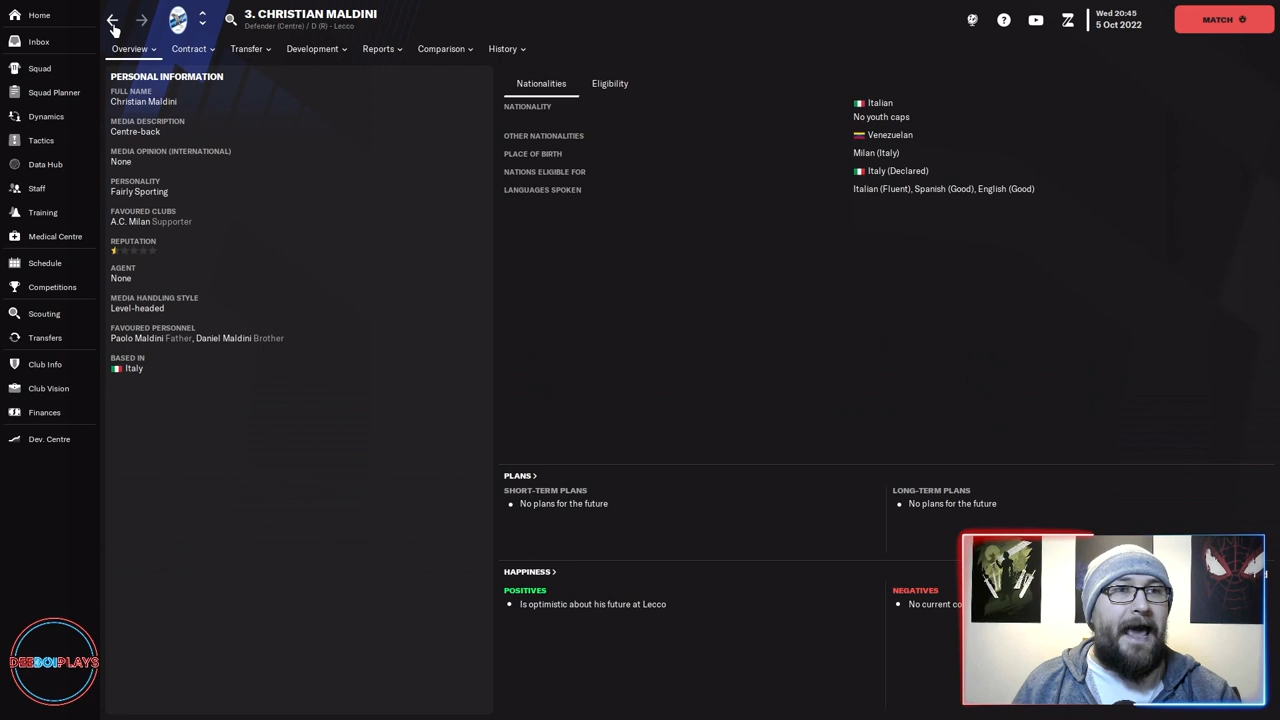 Home
Inbox
Squad
Squad Planner
Dynamics
Tactics
Data Hub
Staff
Training
Medical Centre
Schedule
Competitions
Scouting
Transfers
Club Info
Club Vision
Finances
Dev. Centre
DEEBOIPLAYS
3. CHRISTIAN MALDINI
Defender (Centre) / D (R) - Lecco
Wed 20:45
5 Oct 2022
MATCH
Overview
Contract
Transfer
Development
Reports
Comparison
History
PERSONAL INFORMATION
FULL NAME
Christian Maldini
MEDIA DESCRIPTION
Centre-back
MEDIA OPINION (INTERNATIONAL)
None
PERSONALITY
Fairly Sporting
FAVOURED CLUBS
A.C. Milan Supporter
REPUTATION
AGENT
None
MEDIA HANDLING STYLE
Level-headed
FAVOURED PERSONNEL
Paolo Maldini Father, Daniel Maldini Brother
BASED IN
Italy
Nationalities Eligibility
NATIONALITY Italian
No youth caps
OTHER NATIONALITIES Venezuelan
PLACE OF BIRTH Milan (Italy)
NATIONS ELIGIBLE FOR Italy (Declared)
LANGUAGES SPOKEN Italian (Fluent), Spanish (Good), English (Good)
PLANS >
SHORT-TERM PLANS
No plans for the future
LONG-TERM PLANS
No plans for the future
HAPPINESS >
POSITIVES
Is optimistic about his future at Lecco
NEGATIVES
No current